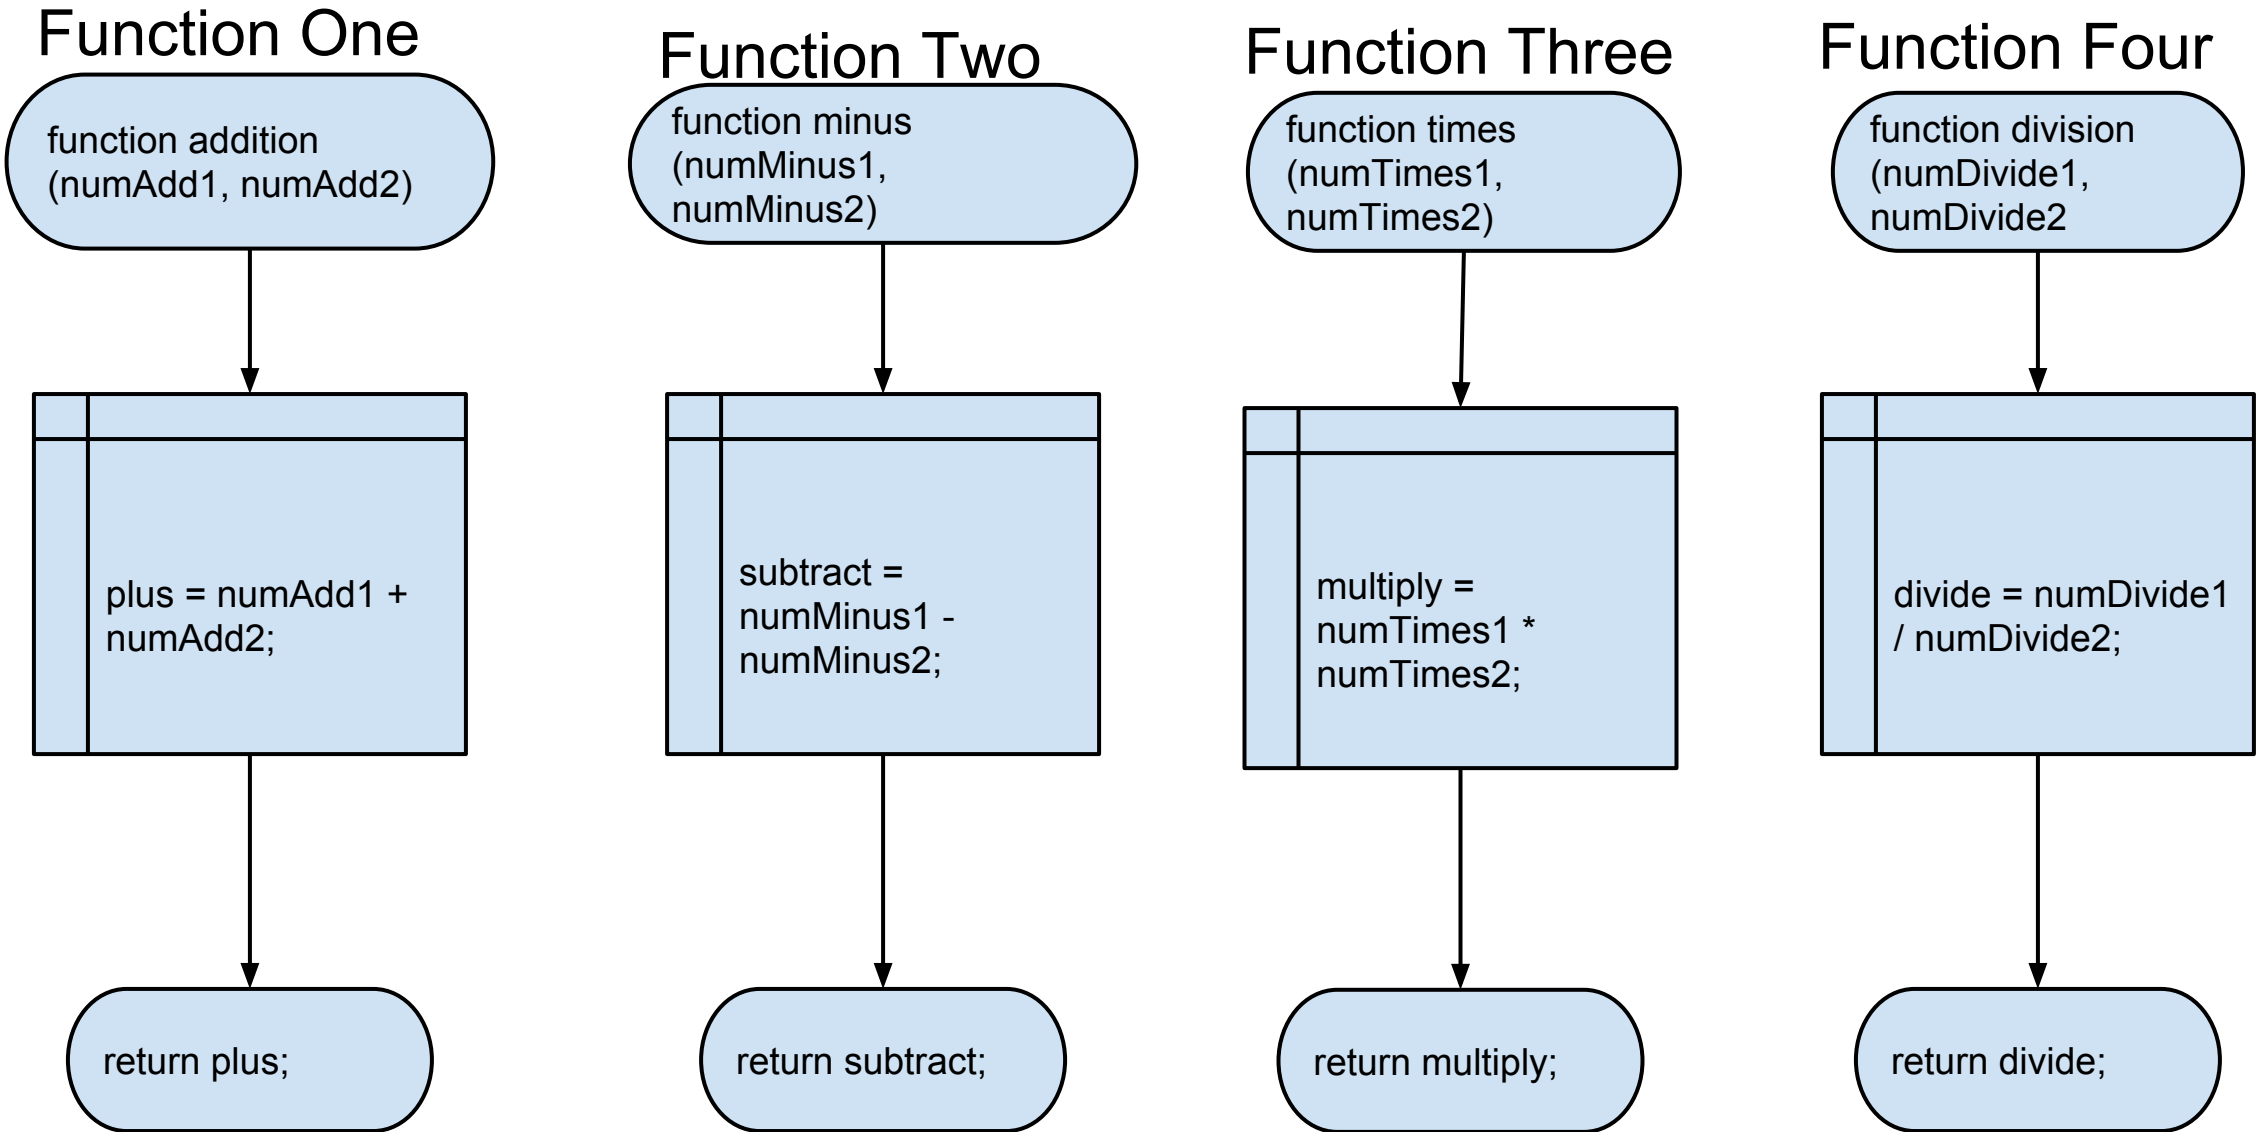 Function One
function addition
(numAdd1, numAdd2)
plus = numAdd1 +
numAdd2;
return plus;
Function Two
function minus
(numMinus1,
numMinus2)
subtract =
numMinus1 -
numMinus2;
return subtract;
Function Three
function times
(numTimes1,
numTimes2)
multiply =
numTimes1 *
numTimes2;
return multiply;
Function Four
function division
(numDivide1,
numDivide2
divide = numDivide1
/ numDivide2;
return divide;